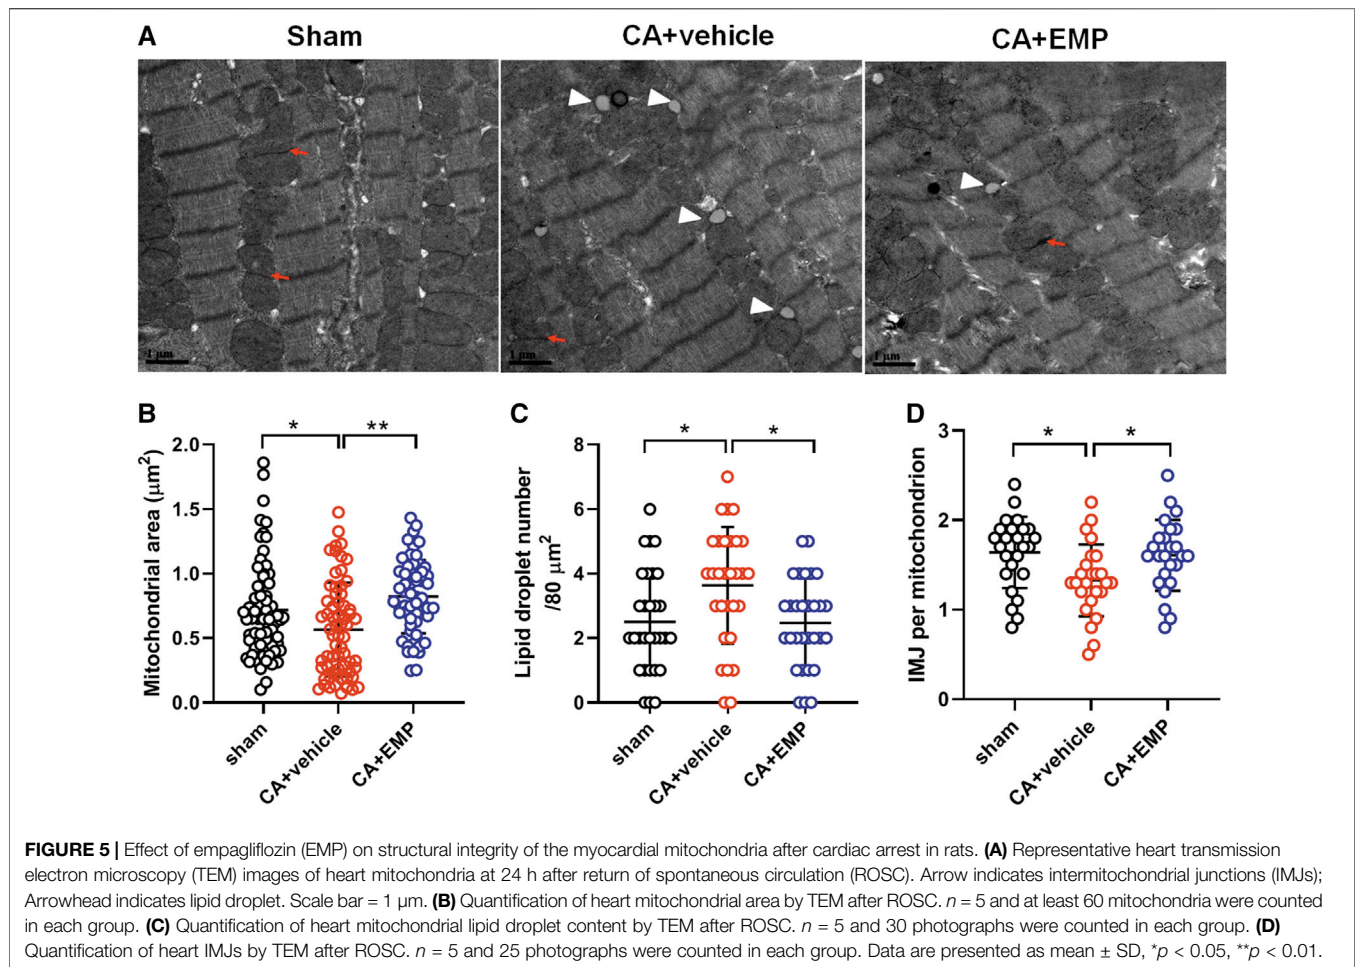 A
Sham
CA+vehicle
CA+EMP
1 µm
1 µm
1 µm
B
Mitochondrial area (µm²)
2.0
1.5
1.0
0.5
0.0
*
**
sham
CA+vehicle
CA+EMP
C
Lipid droplet number
/80 µm²
8
6
4
2
0
*
*
sham
CA+vehicle
CA+EMP
D
IMJ per mitochondrion
3
2
1
0
*
*
sham
CA+vehicle
CA+EMP
FIGURE 5 | Effect of empagliflozin (EMP) on structural integrity of the myocardial mitochondria after cardiac arrest in rats. (A) Representative heart transmission
electron microscopy (TEM) images of heart mitochondria at 24 h after return of spontaneous circulation (ROSC). Arrow indicates intermitochondrial junctions (IMJs);
Arrowhead indicates lipid droplet. Scale bar = 1 µm. (B) Quantification of heart mitochondrial area by TEM after ROSC. n = 5 and at least 60 mitochondria were counted
in each group. (C) Quantification of heart mitochondrial lipid droplet content by TEM after ROSC. n = 5 and 30 photographs were counted in each group. (D)
Quantification of heart IMJs by TEM after ROSC. n = 5 and 25 photographs were counted in each group. Data are presented as mean ± SD, *p < 0.05, **p < 0.01.